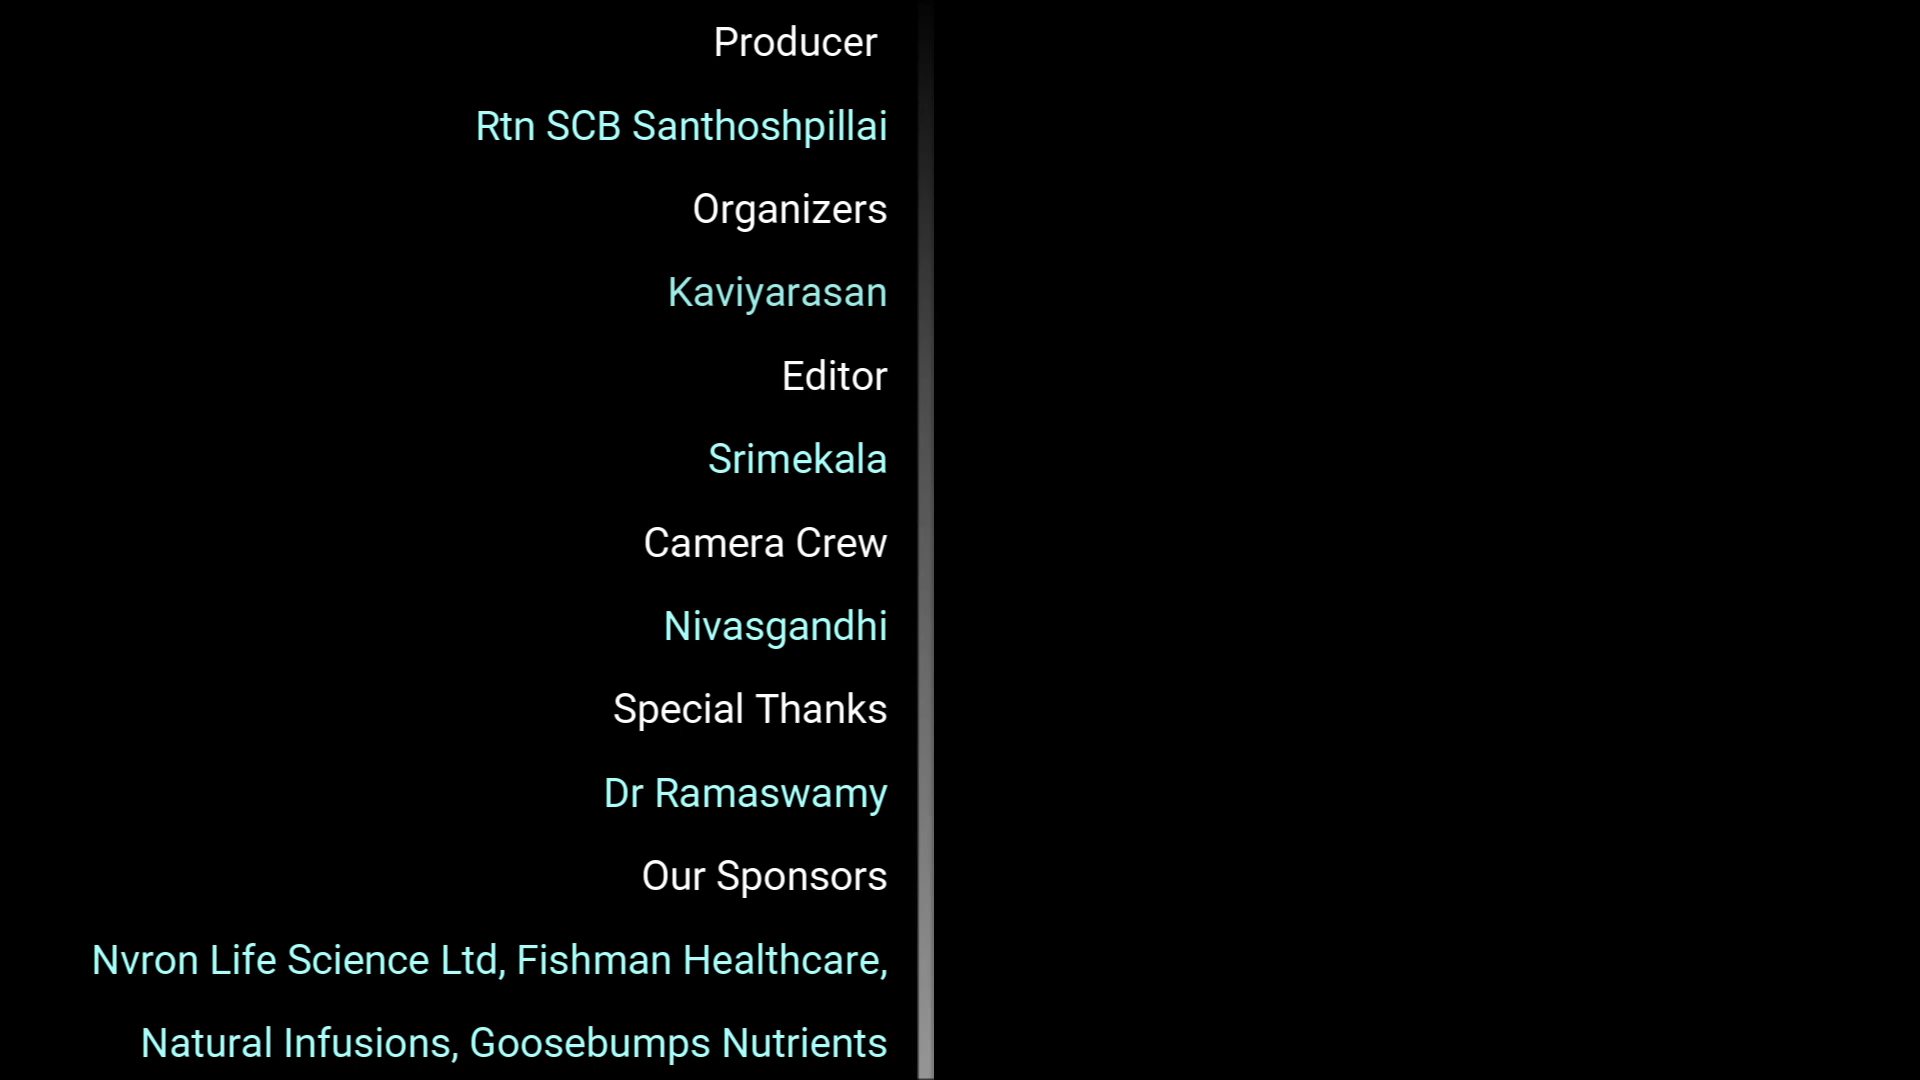 Producer
Rtn SCB Santhoshpillai
Organizers
Kaviyarasan
Editor
Srimekala
Camera Crew
Nivasgandhi
Special Thanks
Dr Ramaswamy
Our Sponsors
Nvron Life Science Ltd, Fishman Healthcare,
Natural Infusions, Goosebumps Nutrients